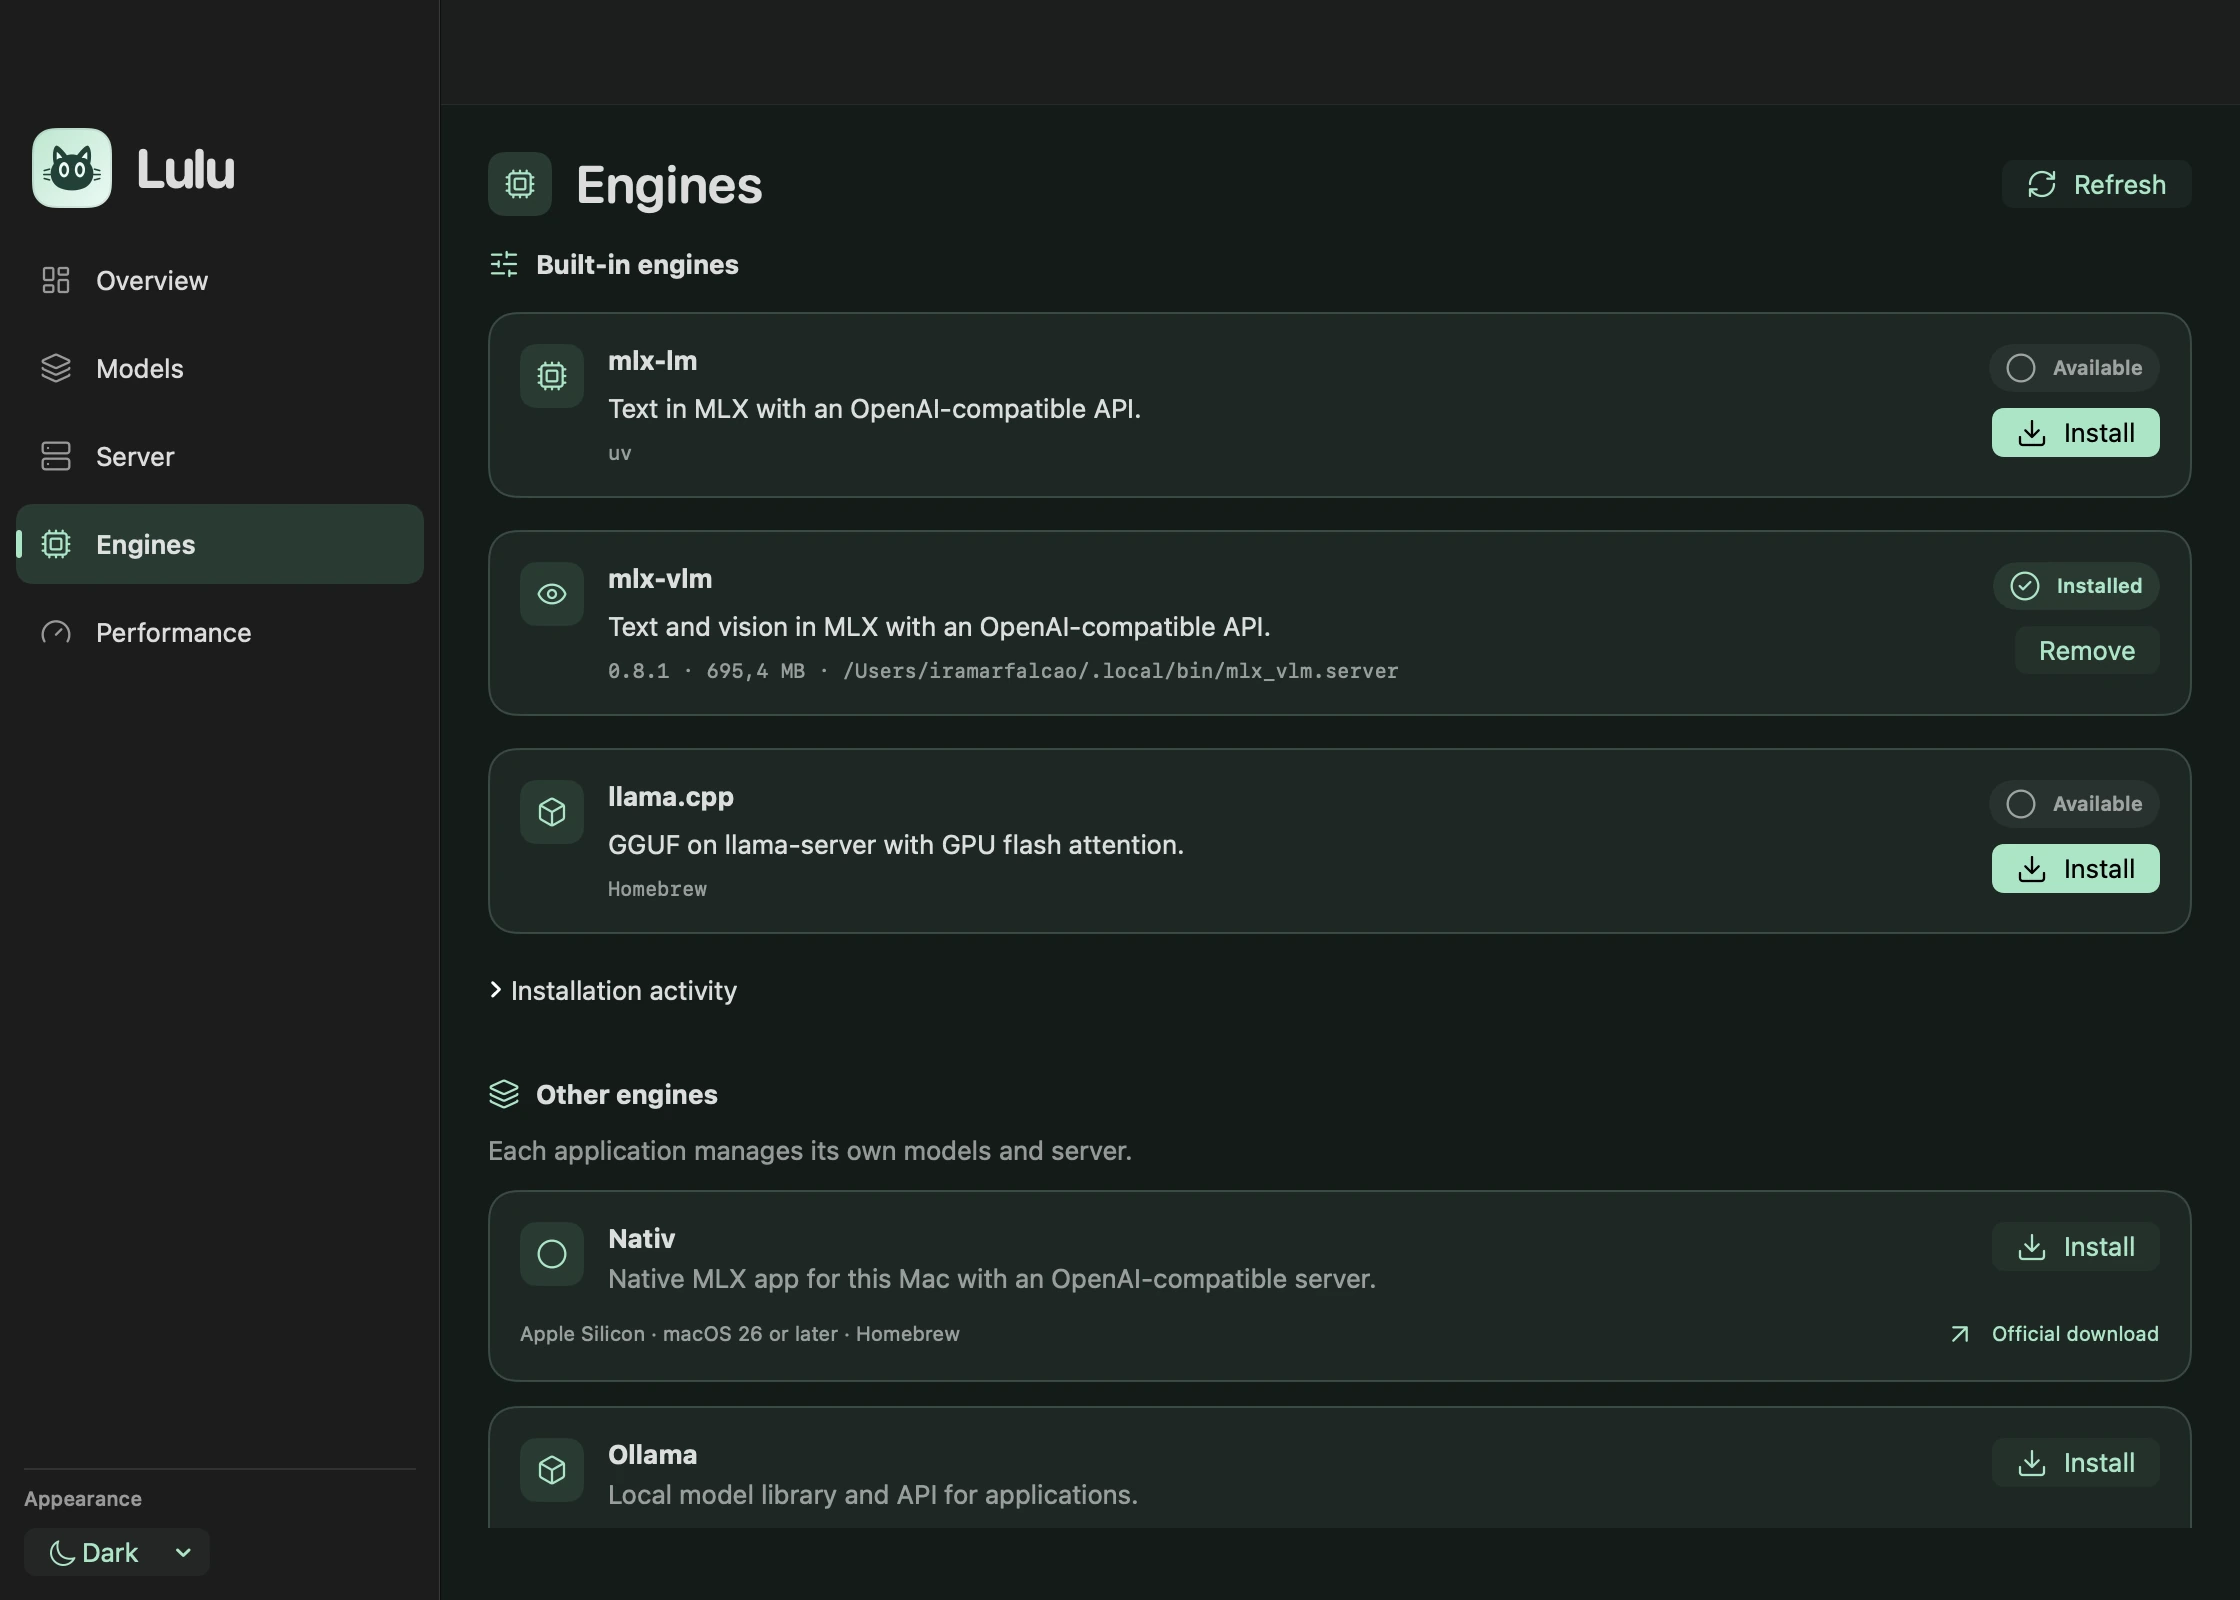 Lulu
Overview
Models
Server
Engines
Performance
Appearance
Dark
Engines
Refresh
Built-in engines
mlx-lm
Text in MLX with an OpenAI-compatible API.
uv
Available
Install
mlx-vlm
Text and vision in MLX with an OpenAI-compatible API.
0.8.1 · 695,4 MB · /Users/iramarfalcao/.local/bin/mlx_vlm.server
Installed
Remove
llama.cpp
GGUF on llama-server with GPU flash attention.
Homebrew
Available
Install
Installation activity
Other engines
Each application manages its own models and server.
Nativ
Native MLX app for this Mac with an OpenAI-compatible server.
Install
Apple Silicon · macOS 26 or later · Homebrew
Official download
Ollama
Local model library and API for applications.
Install